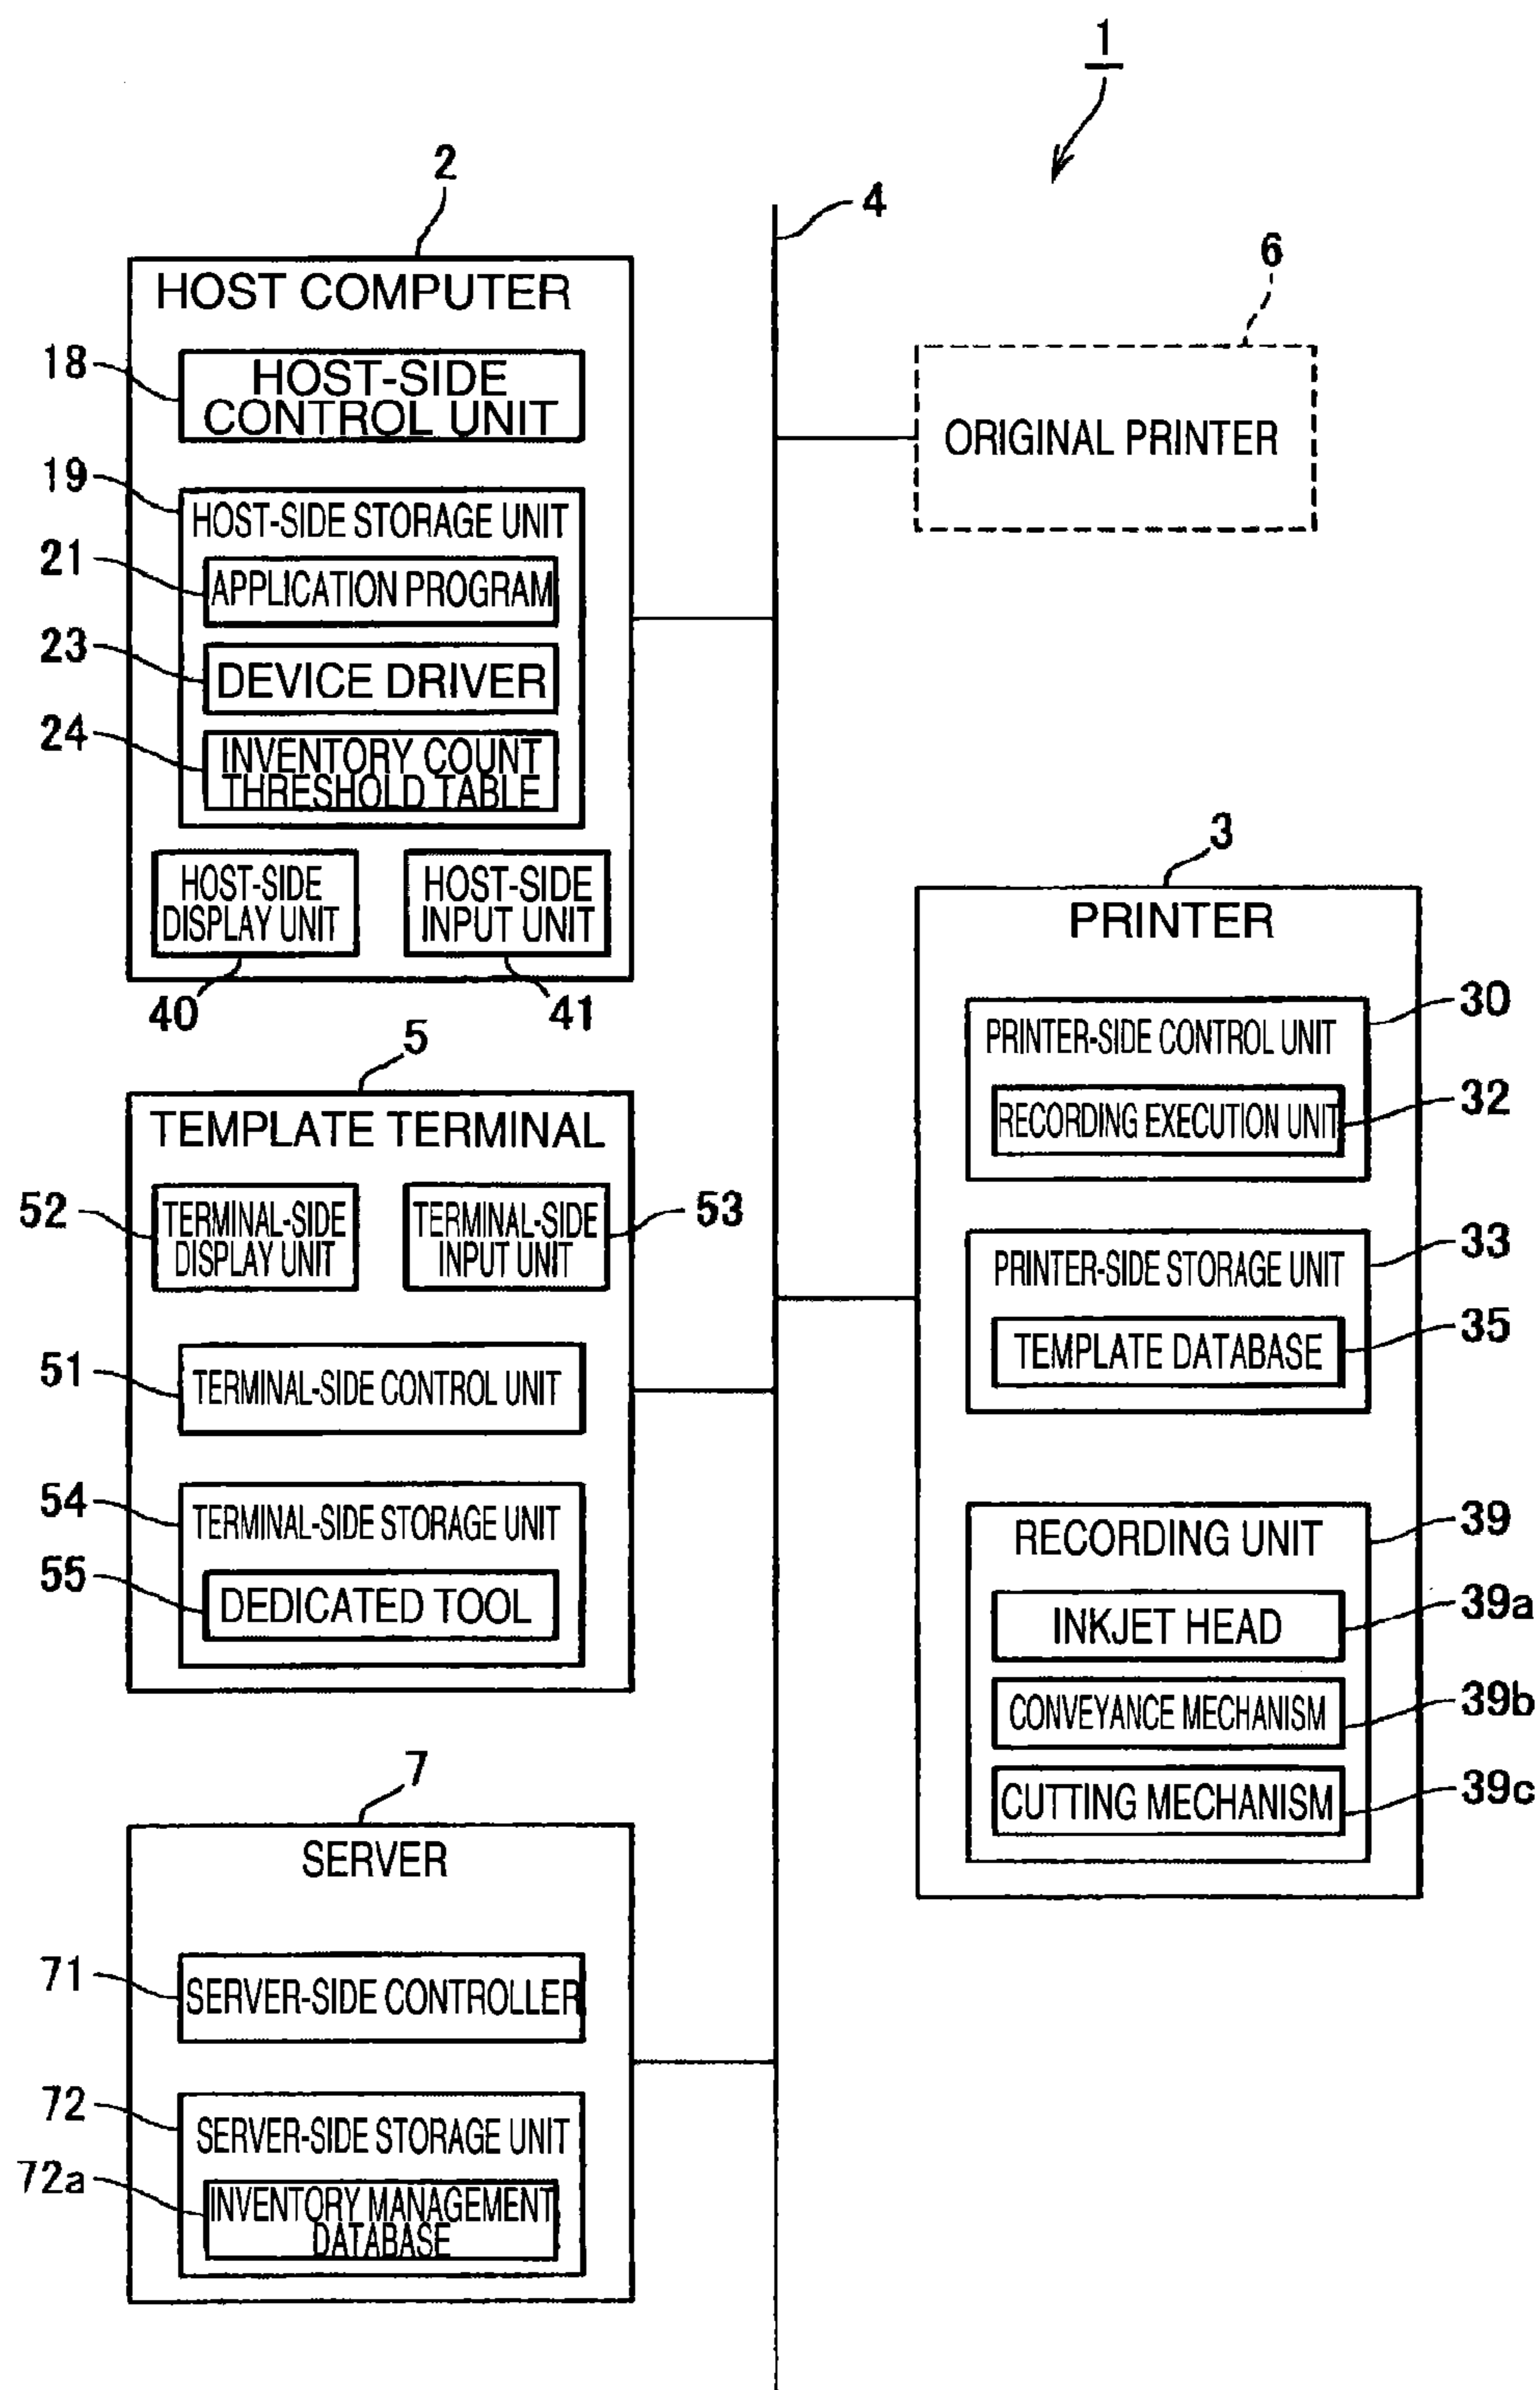 1
2
4
HOST COMPUTER
6
18
HOST-SIDE
CONTROL UNIT
ORIGINAL PRINTER
19
HOST-SIDE STORAGE UNIT
21
APPLICATION PROGRAM
23
DEVICE DRIVER
24
INVENTORY COUNT
THRESHOLD TABLE
HOST-SIDE
DISPLAY UNIT
HOST-SIDE
INPUT UNIT
40
41
3
PRINTER
30
PRINTER-SIDE CONTROL UNIT
32
RECORDING EXECUTION UNIT
33
PRINTER-SIDE STORAGE UNIT
35
TEMPLATE DATABASE
39
RECORDING UNIT
39a
INKJET HEAD
39b
CONVEYANCE MECHANISM
39c
CUTTING MECHANISM
5
TEMPLATE TERMINAL
52
TERMINAL-SIDE
DISPLAY UNIT
TERMINAL-SIDE
INPUT UNIT
53
51
TERMINAL-SIDE CONTROL UNIT
54
TERMINAL-SIDE STORAGE UNIT
55
DEDICATED TOOL
7
SERVER
71
SERVER-SIDE CONTROLLER
72
SERVER-SIDE STORAGE UNIT
72a
INVENTORY MANAGEMENT
DATABASE